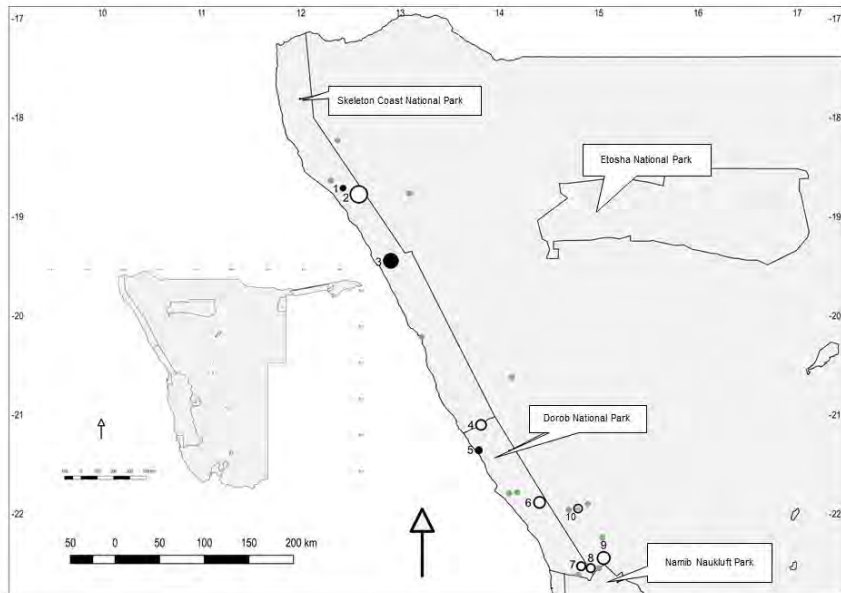 10 11 12 13 14 15 16 17
-17 -17
Skeleton Coast National Park
-18 -18
Etosha National Park
1
2
-19 -19
3
-20 -20
-21 -21
4
Dorob National Park
5
-22 -22
6
10
9
7 8
Namib Naukluft Park
50 0 50 100 150 200 km